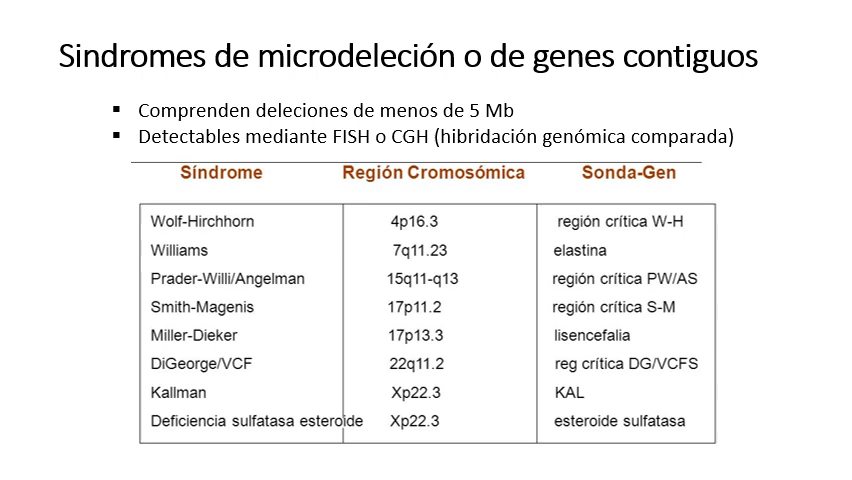 Sindromes de microdeleción o de genes contiguos
▪ Comprenden deleciones de menos de 5 Mb
▪ Detectables mediante FISH o CGH (hibridación genómica comparada)
Síndrome Región Cromosómica Sonda-Gen
Wolf-Hirchhorn 4p16.3 región crítica W-H
Williams 7q11.23 elastina
Prader-Willi/Angelman 15q11-q13 región crítica PW/AS
Smith-Magenis 17p11.2 región crítica S-M
Miller-Dieker 17p13.3 lisencefalia
DiGeorge/VCF 22q11.2 reg crítica DG/VCFS
Kallman Xp22.3 KAL
Deficiencia sulfatasa esteroide Xp22.3 esteroide sulfatasa